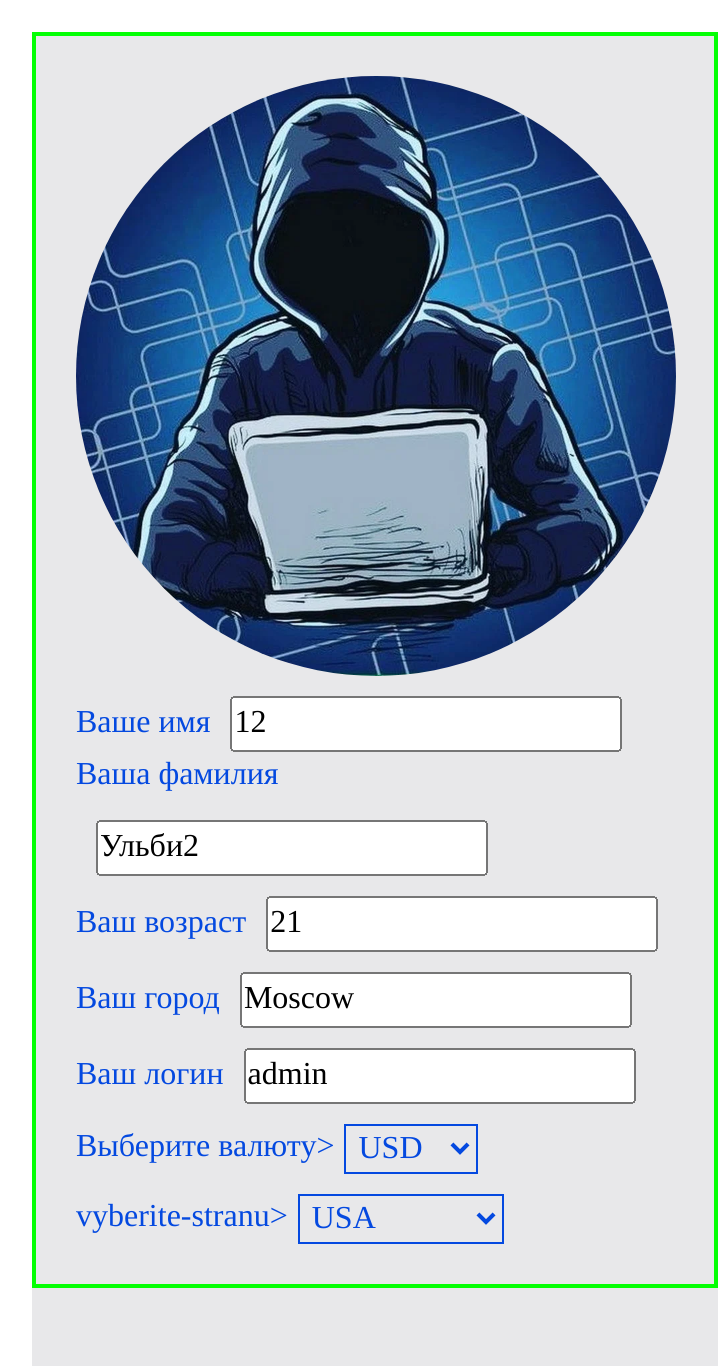 Ваше имя 12
Ваша фамилия
Ульби2
Ваш возраст 21
Ваш город Moscow
Ваш логин admin
Выберите валюту> USD
vyberite-stranu> USA